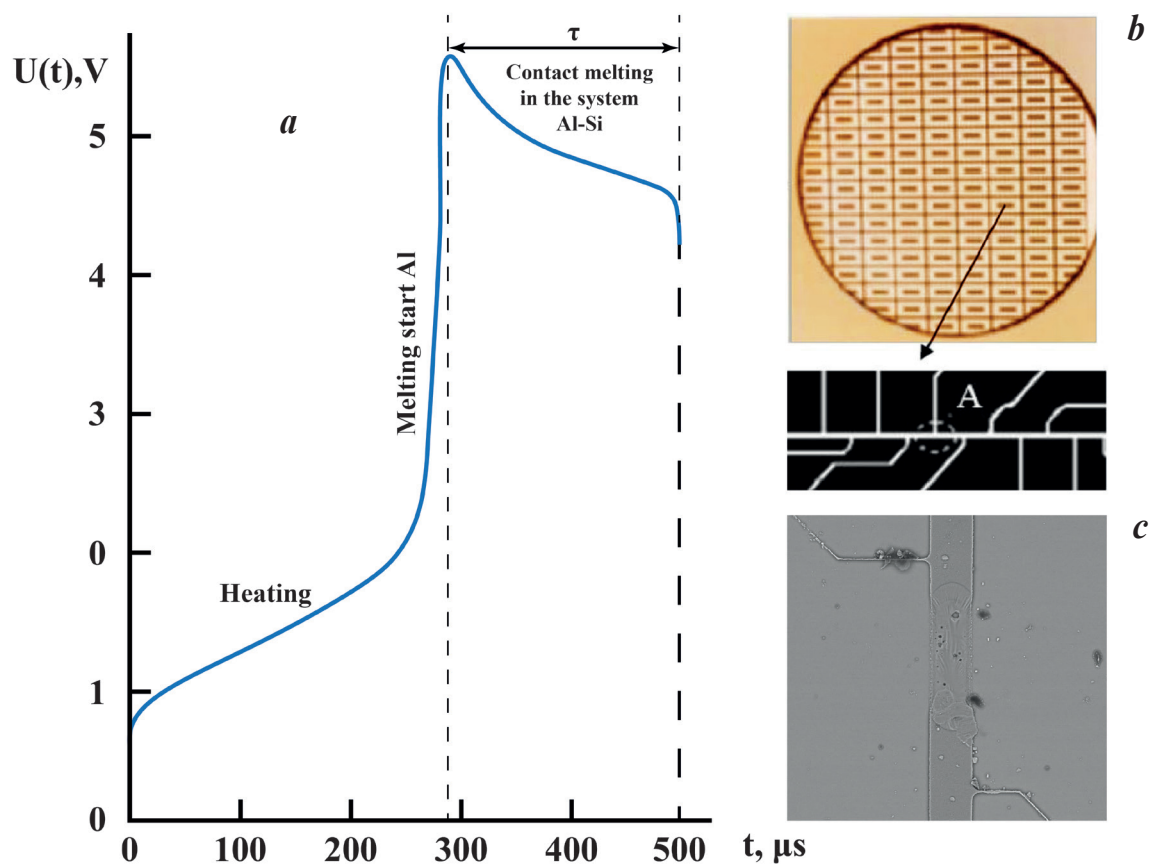 U(t),V
a
τ
Contact melting
in the system
Al-Si
Melting start Al
Heating
5
4
3
0
1
0
0
100
200
300
400
500
t, μs
b
A
c